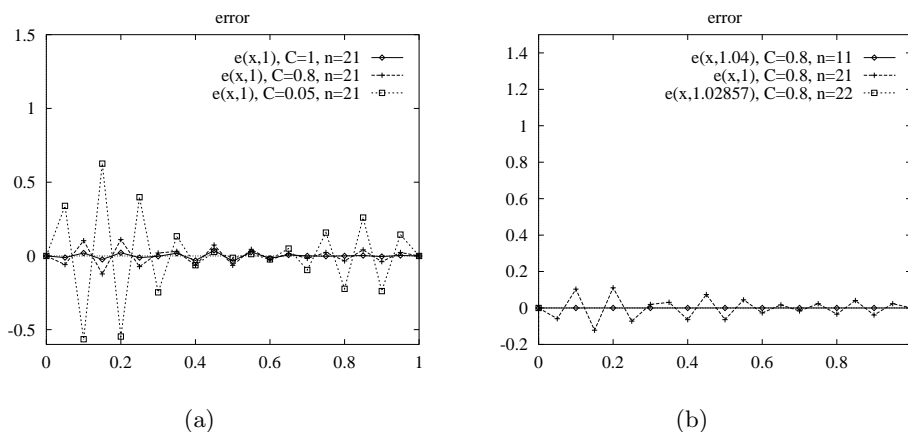 error
1.5
1
0.5
0
-0.5
0
0.2
0.4
0.6
0.8
1
e(x,1), C=1, n=21
e(x,1), C=0.8, n=21
e(x,1), C=0.05, n=21
(a)
error
1.4
1.2
1
0.8
0.6
0.4
0.2
0
-0.2
0
0.2
0.4
0.6
0.8
e(x,1.04), C=0.8, n=11
e(x,1), C=0.8, n=21
e(x,1.02857), C=0.8, n=22
(b)